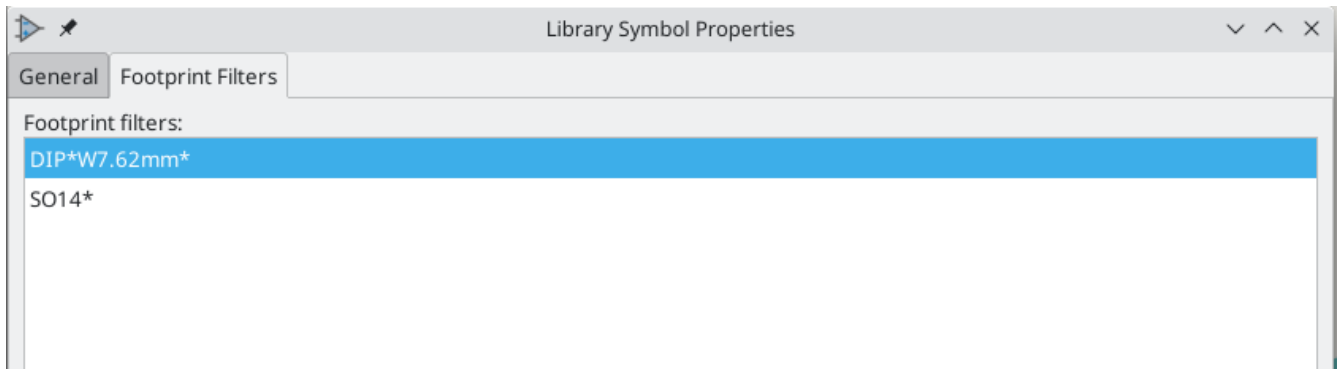 Library Symbol Properties
General Footprint Filters
Footprint filters:
DIP*W7.62mm*
SO14*